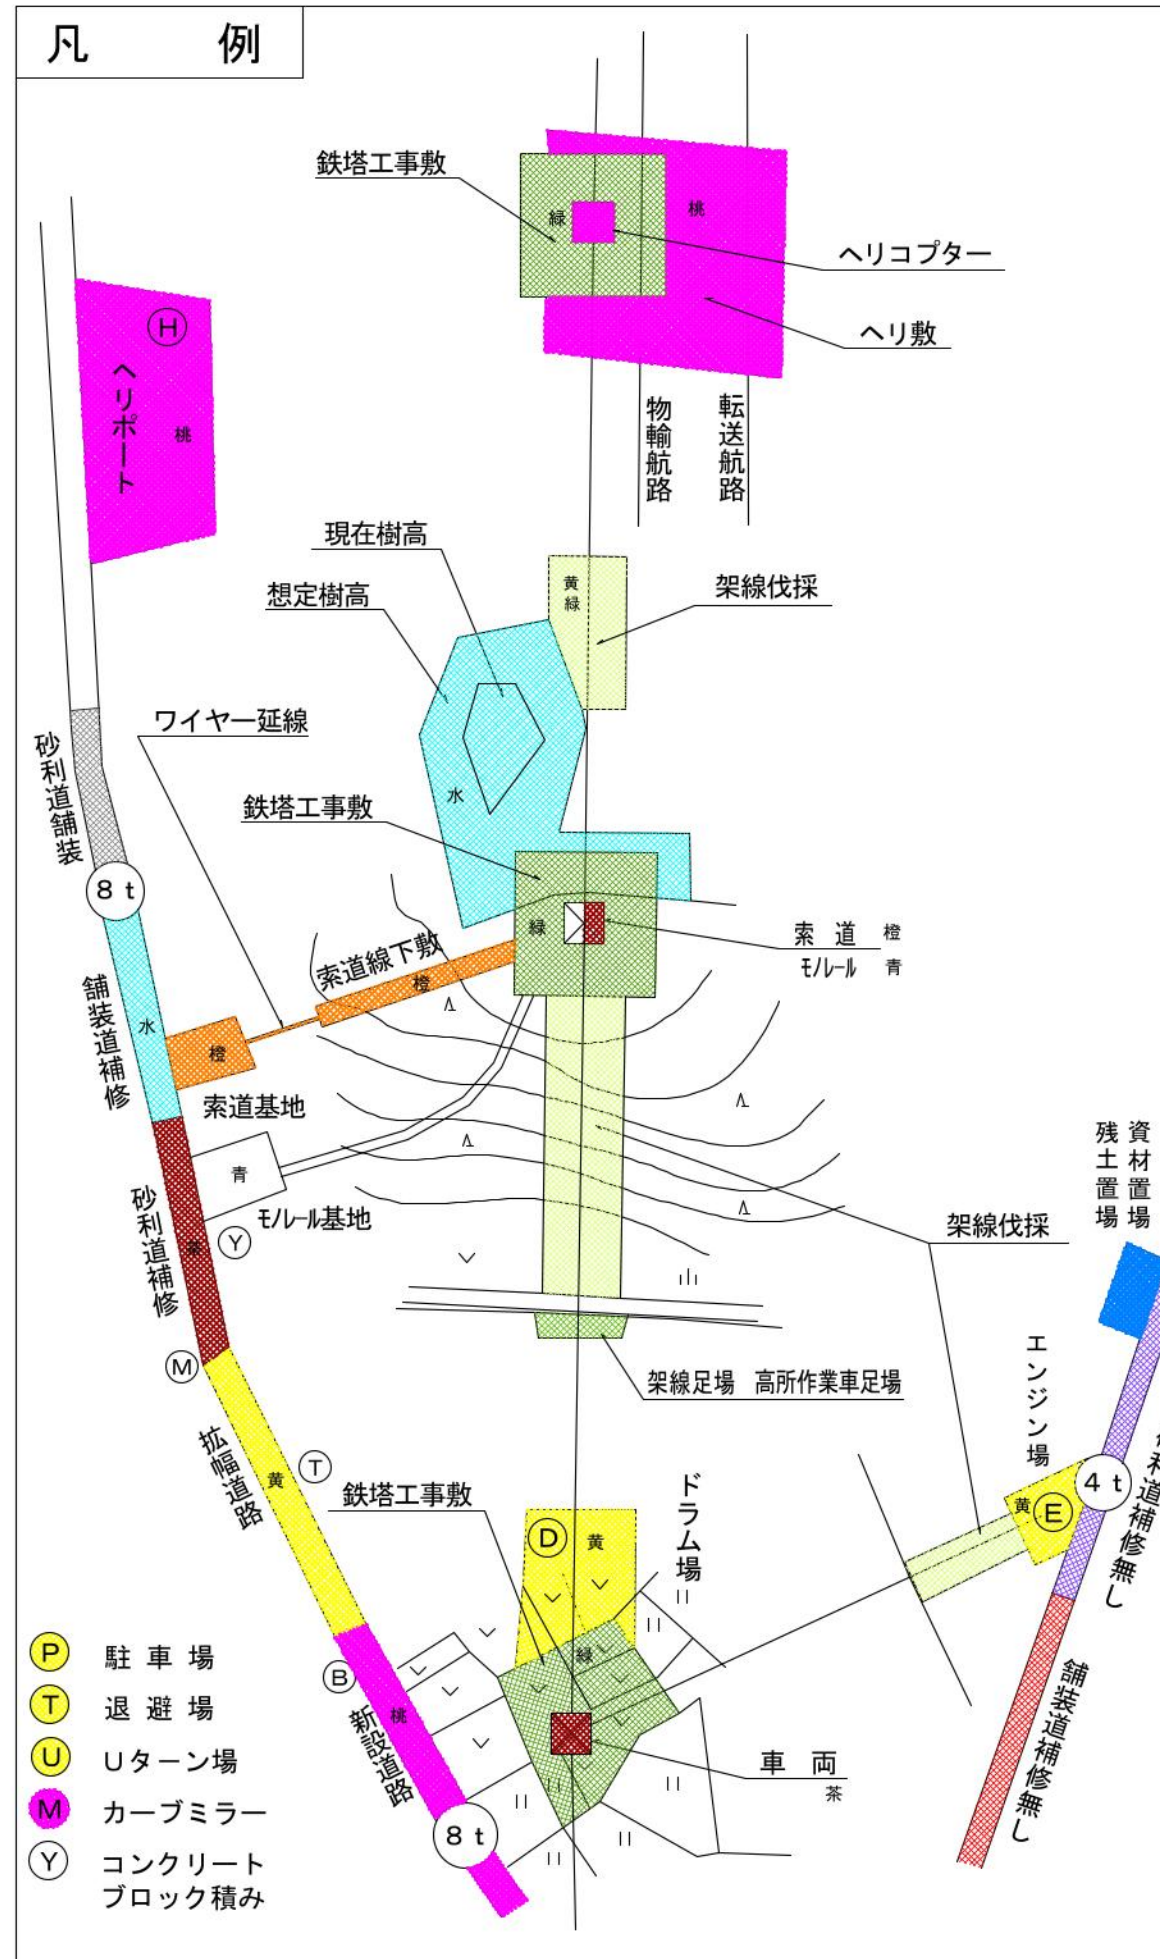 凡 例
鉄塔工事敷
緑
桃
ヘリコプター
ヘリ敷
物輸航路
転送航路
H
ヘリポート
桃
現在樹高
想定樹高
黄緑
架線伐採
ワイヤー延線
水
鉄塔工事敷
緑
砂利道舗装
8t
索道 橙
モノレール 青
索道線下敷
橙
舗装道補修
水
橙
索道基地
青
モノレール基地
砂利道補修
茶
Y
M
架線伐採
残土置場
資材置場
架線足場 高所作業車足場
エンジン場
拡幅道路
黄
T
鉄塔工事敷
D
黄
ドラム場
黄
E
4t
砂利道補修無し
緑
B
桃
新設道路
8t
車両
茶
舗装道補修無し
P 駐車場
T 退避場
U Uターン場
M カーブミラー
Y コンクリート
ブロック積み